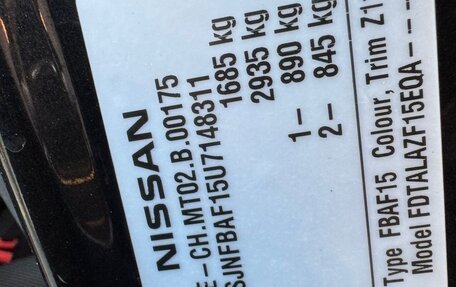 NISSAN
E-CH.MT02.B.00175
SJNFBAF15U7148311
1685 kg
2935 kg
1- 890 kg
2- 845 kg
Type FBAF15 Colour, Trim Z11
Model FDTALAZF15EQA----